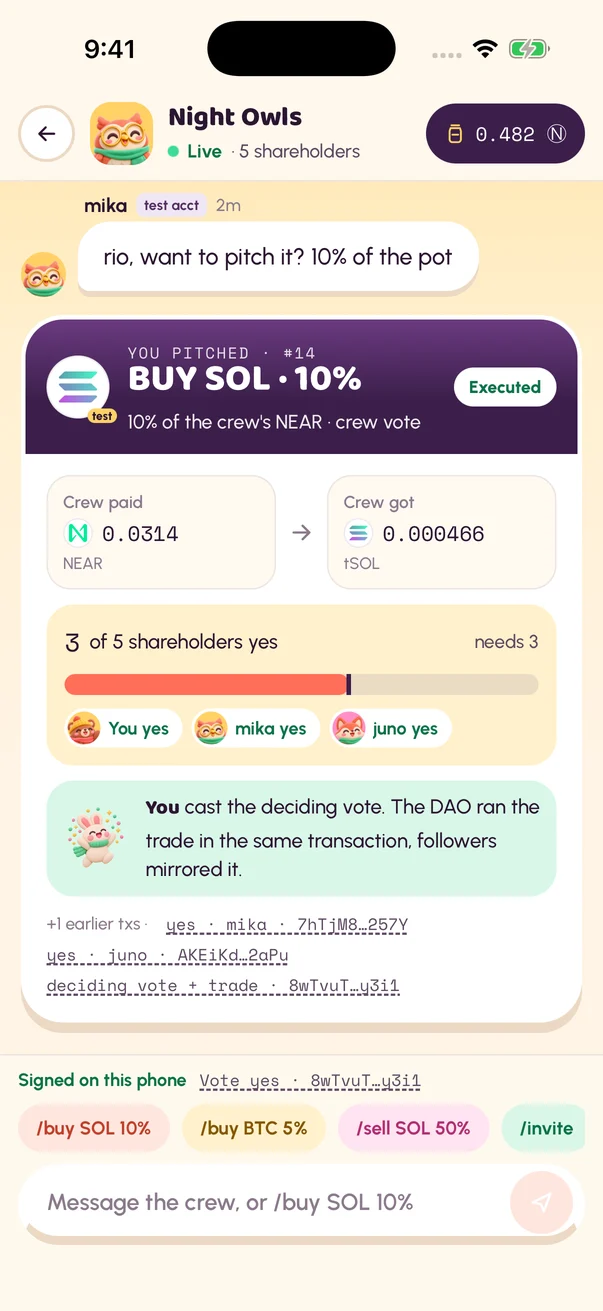 9:41
Night Owls
Live · 5 shareholders
0.482 Ⓝ
mika test acct 2m
rio, want to pitch it? 10% of the pot
YOU PITCHED · #14
BUY SOL · 10%
10% of the crew's NEAR · crew vote
Executed
test
Crew paid
0.0314
NEAR
→
Crew got
0.000466
tSOL
3 of 5 shareholders yes
needs 3
You yes
mika yes
juno yes
You cast the deciding vote. The DAO ran the
trade in the same transaction, followers
mirrored it.
+1 earlier txs · yes · mika · 7hTjM8…257Y
yes · juno · AKEiKd…2aPu
deciding vote + trade · 8wTvuT…y3i1
Signed on this phone Vote yes · 8wTvuT…y3i1
/buy SOL 10%
/buy BTC 5%
/sell SOL 50%
/invite
Message the crew, or /buy SOL 10%